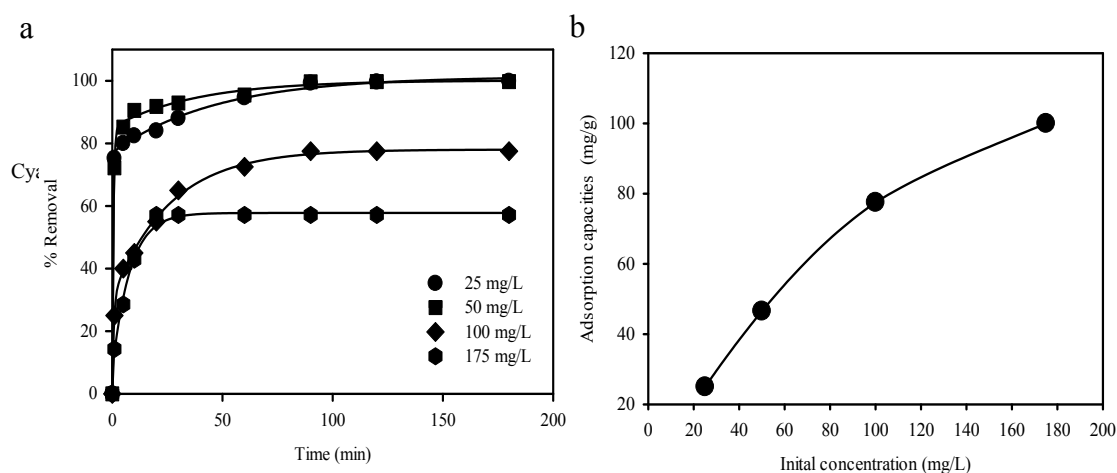 a
120
100
80
60
40
20
0
% Removal
Cya
0 50 100 150 200
Time (min)
25 mg/L
50 mg/L
100 mg/L
175 mg/L
b
120
100
80
60
40
20
Adsorption capacities (mg/g)
0 20 40 60 80 100 120 140 160 180 200
Inital concentration (mg/L)